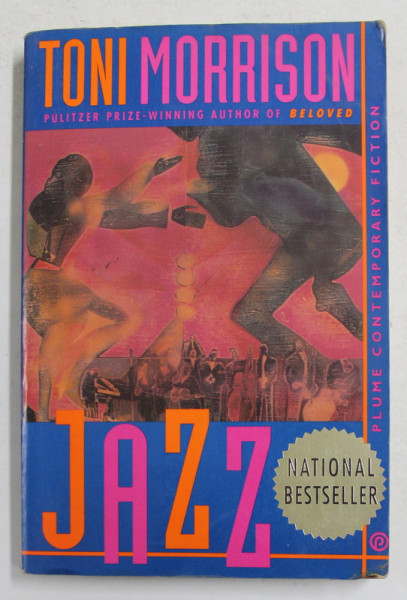 TONI MORRISON
PULITZER PRIZE-WINNING AUTHOR OF BELOVED
PLUME CONTEMPORARY FICTION
JAZZ
NATIONAL
BESTSELLER
P